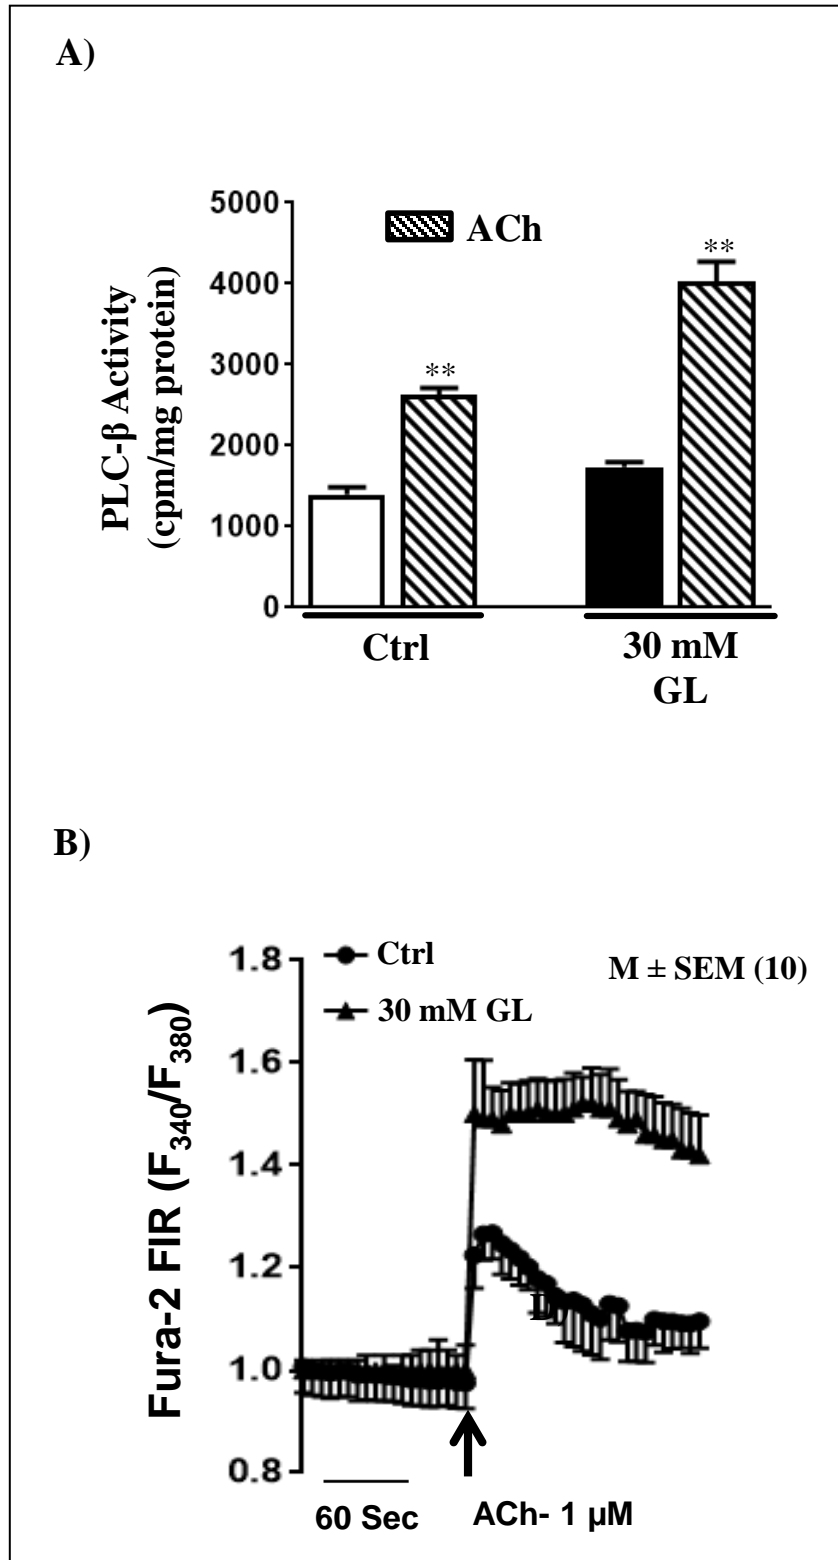 A)
5000
4000
3000
2000
1000
0
PLC-β Activity
(cpm/mg protein)
ACh
**
**
Ctrl
30 mM
GL
B)
1.8
1.6
1.4
1.2
1.0
0.8
Fura-2 FIR (F340/F380)
Ctrl
30 mM GL
M ± SEM (10)
60 Sec
ACh- 1 µM